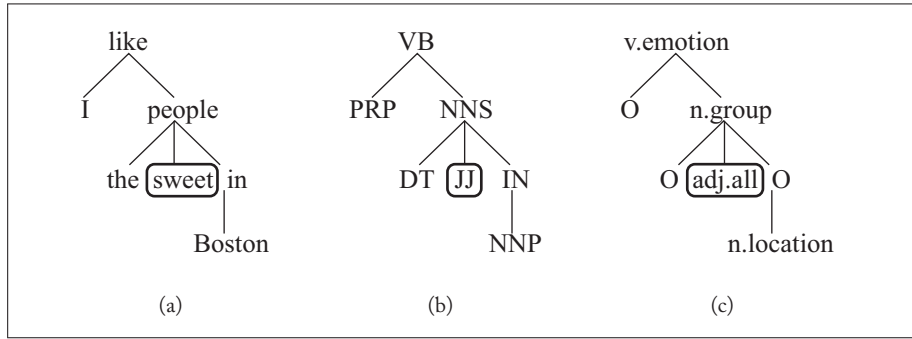 like VB v.emotion
I people PRP NNS O n.group
the sweet in DT JJ IN O adj.all O
Boston NNP n.location
(a) (b) (c)